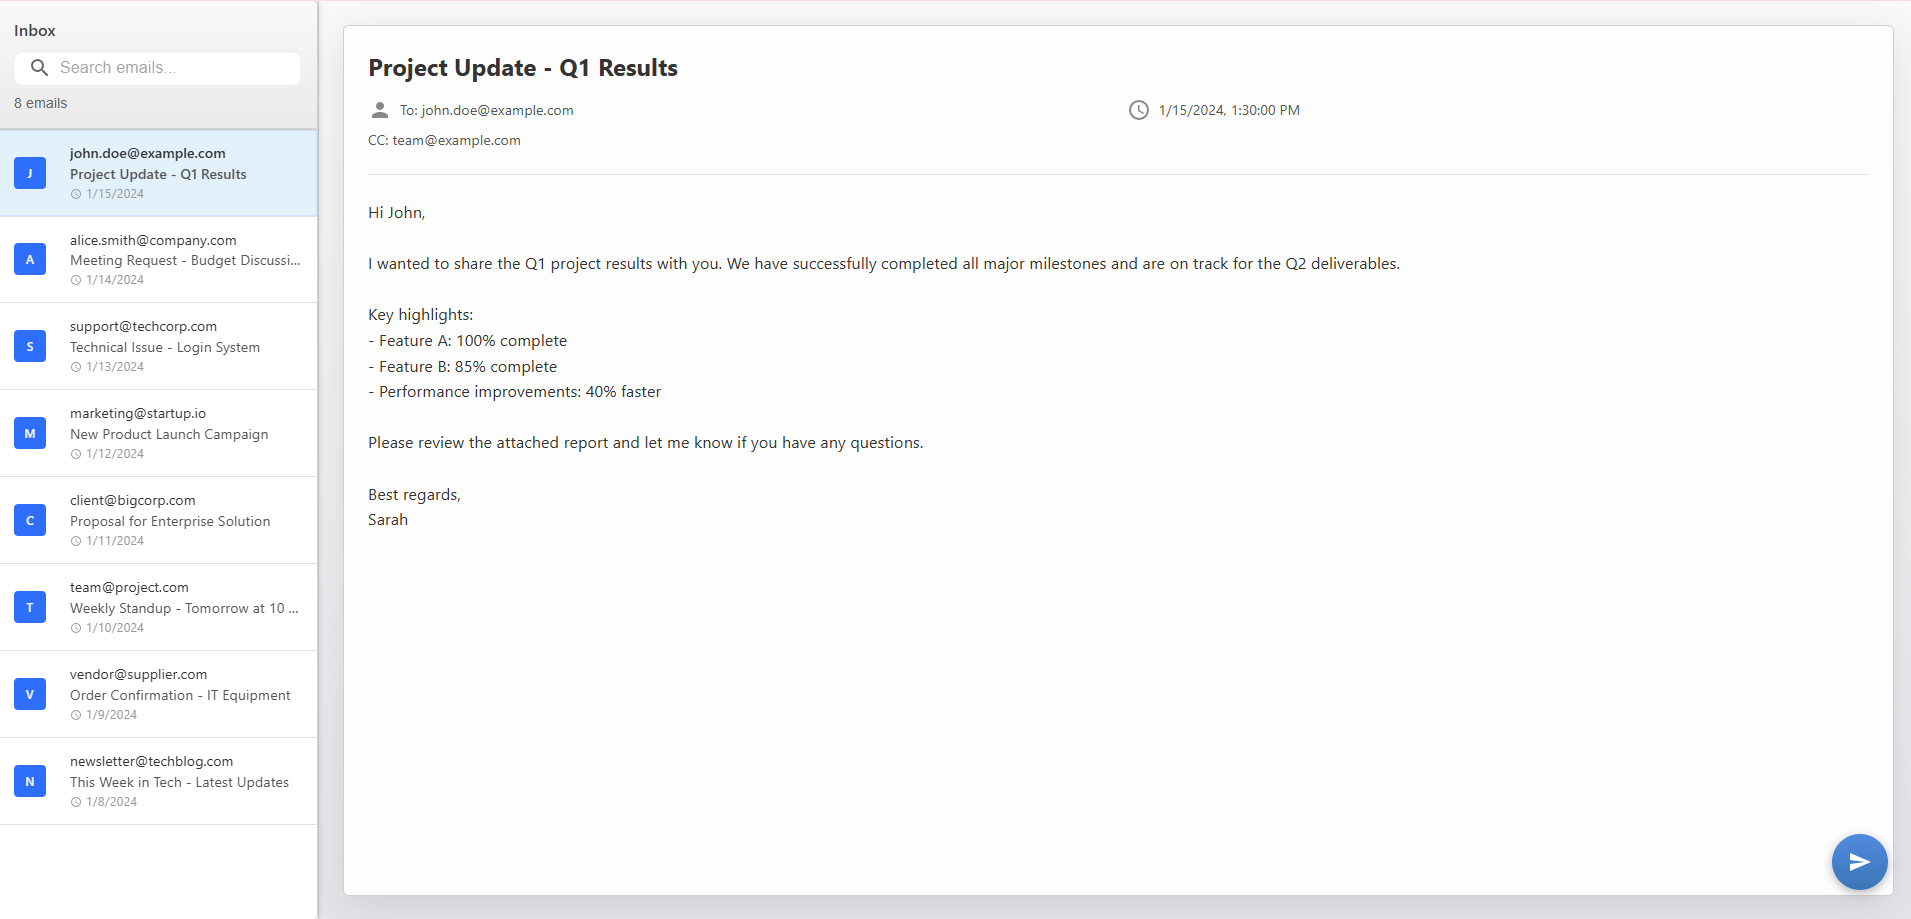 Inbox
Search emails...
8 emails
J
john.doe@example.com
Project Update - Q1 Results
1/15/2024
A
alice.smith@company.com
Meeting Request - Budget Discussi...
1/14/2024
S
support@techcorp.com
Technical Issue - Login System
1/13/2024
M
marketing@startup.io
New Product Launch Campaign
1/12/2024
C
client@bigcorp.com
Proposal for Enterprise Solution
1/11/2024
T
team@project.com
Weekly Standup - Tomorrow at 10 ...
1/10/2024
V
vendor@supplier.com
Order Confirmation - IT Equipment
1/9/2024
N
newsletter@techblog.com
This Week in Tech - Latest Updates
1/8/2024
Project Update - Q1 Results
To: john.doe@example.com
1/15/2024, 1:30:00 PM
CC: team@example.com
Hi John,
I wanted to share the Q1 project results with you. We have successfully completed all major milestones and are on track for the Q2 deliverables.
Key highlights:
- Feature A: 100% complete
- Feature B: 85% complete
- Performance improvements: 40% faster
Please review the attached report and let me know if you have any questions.
Best regards,
Sarah